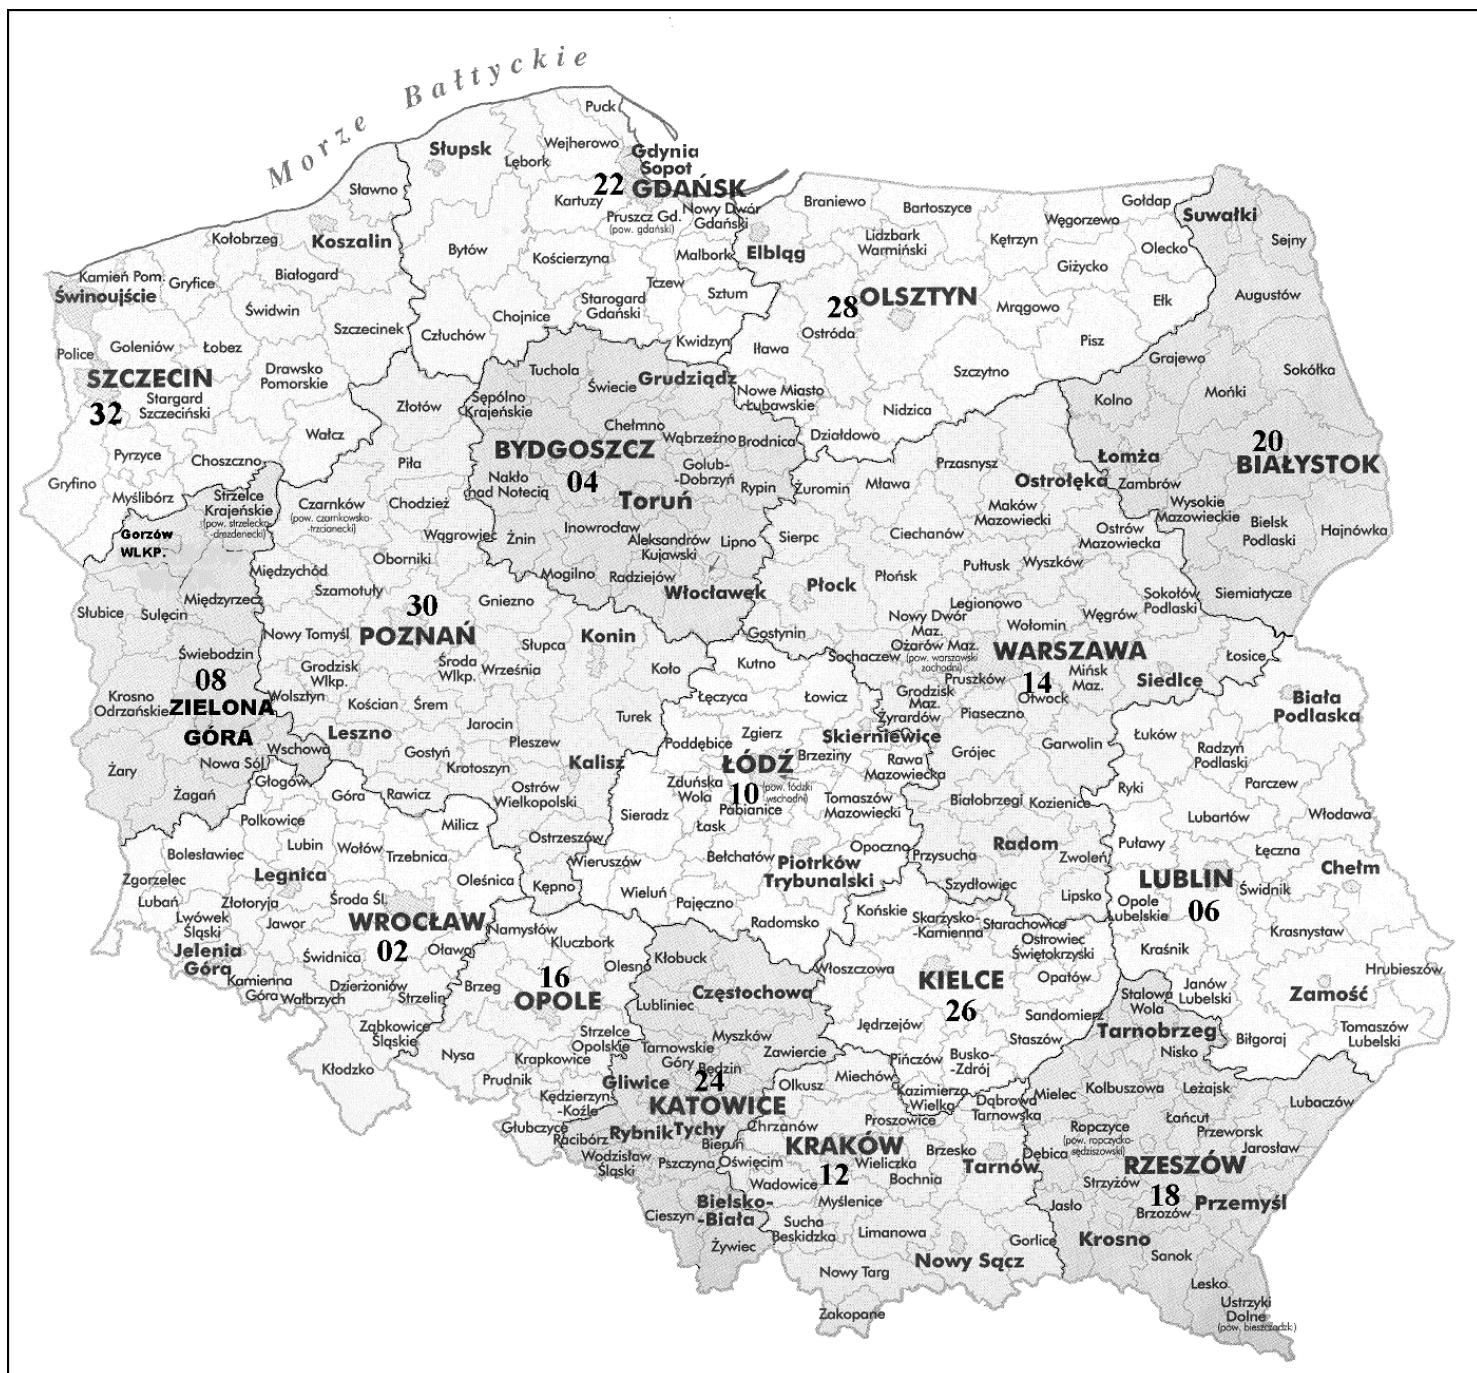 Morze Bałtyckie
Puck
Słupsk
Wejherowo
Lębork
Gdynia
Sopot
22 GDAŃSK
Sławno
Kartuzy
Pruszcz Gd.
(pow. gdański)
Nowy Dwór
Gdański
Braniewo
Bartoszyce
Gołdap
Węgorzewo
Suwałki
Sejny
Kołobrzeg
Koszalin
Bytów
Kościerzyna
Malbork
Elbląg
Lidzbark
Warmiński
Kętrzyn
Olecko
Giżycko
Kamień Pom.
Gryfice
Białogard
Świnoujście
Świdwin
Tczew
Sztum
Starogard
Gdański
28 OLSZTYN
Mrągowo
Ełk
Augustów
Chojnice
Człuchów
Szczecinek
Kwidzyn
Ostróda
Iława
Pisz
Police
Goleniów
Łobez
Grajewo
Drawsko
Pomorskie
SZCZECIN
32
Stargard
Szczeciński
Tuchola
Świecie
Grudziądz
Szczytno
Sokółka
Mońki
Kolno
Złotów
Sępólno
Krajeńskie
Nowe Miasto
Lubawskie
Nidzica
Wałcz
Chełmno
Wąbrzeźno
Brodnica
Działdowo
Pyrzyce
Choszczno
Piła
BYDGOSZCZ
04
Golub-
-Dobrzyń
Przasnysz
Ostrołęka
Łomża
20
BIAŁYSTOK
Zambrów
Gryfino
Myślibórz
Strzelce
Krajeńskie
(pow. strzelecko
-drezdenecki)
Czarnków
(pow. czarnkowsko
-trzcianecki)
Chodzież
Nakło
nad Notecią
Toruń
Rypin
Żuromin
Mława
Maków
Mazowiecki
Wysokie
Mazowieckie
Bielsk
Podlaski
Hajnówka
Gorzów
WLKP.
Wągrowiec
Żnin
Inowrocław
Aleksandrów
Kujawski
Lipno
Sierpc
Ciechanów
Ostrów
Mazowiecka
Oborniki
Międzychód
Szamotuły
Mogilno
Radziejów
Włocławek
Płock
Płońsk
Pułtusk
Wyszków
Słubice
Sulęcin
Międzyrzecz
30
POZNAŃ
Gniezno
Nowy Tomyśl
Słupca
Konin
Gostynin
Nowy Dwór
Maz.
Legionowo
Wołomin
Węgrów
Sokołów
Podlaski
Siemiatycze
Świebodzin
Grodzisk
Wlkp.
Środa
Wlkp.
Września
Koło
Kutno
Sochaczew
Ożarów Maz.
(pow. warszawski
zachodni)
WARSZAWA
14
Pruszków
Mińsk
Maz.
Otwock
Siedlce
Łosice
08
ZIELONA
GÓRA
Krosno
Odrzańskie
Wolsztyn
Kościan
Śrem
Łęczyca
Łowicz
Grodzisk
Maz.
Żyrardów
Piaseczno
Biała
Podlaska
Wschowa
Leszno
Gostyń
Jarocin
Pleszew
Krotoszyn
Turek
Kalisz
Poddębice
Zgierz
Skierniewice
Brzeziny
Rawa
Mazowiecka
Grójec
Garwolin
Łuków
Radzyń
Podlaski
Parczew
Żary
Nowa Sól
Żagań
Głogów
Góra
Rawicz
Ostrów
Wielkopolski
Zduńska
Wola
ŁÓDŹ
10
(pow. łódzki
wschodni)
Pabianice
Tomaszów
Mazowiecki
Białobrzegi
Kozienice
Ryki
Polkowice
Milicz
Sieradz
Łask
Lubartów
Włodawa
Bolesławiec
Lubin
Wołów
Trzebnica
Ostrzeszów
Wieruszów
Bełchatów
Piotrków
Trybunalski
Opoczno
Przysucha
Radom
Zwoleń
Puławy
Łęczna
Chełm
Zgorzelec
Lubań
Legnica
Złotoryja
Środa Śl.
Oleśnica
Kępno
Wieluń
Pajęczno
Szydłowiec
Lipsko
LUBLIN
06
Świdnik
Opole
Lubelskie
Lwówek
Śląski
Jawor
WROCŁAW
02
Oława
Namysłów
Kluczbork
Radomsko
Końskie
Skarżysko-
-Kamienna
Starachowice
Ostrowiec
Świętokrzyski
Krasnystaw
Kraśnik
Jelenia
Góra
Kamienna
Góra
Świdnica
Wałbrzych
Dzierżoniów
Strzelin
Brzeg
16
OPOLE
Olesno
Kłobuck
Częstochowa
Włoszczowa
KIELCE
26
Opatów
Janów
Lubelski
Zamość
Hrubieszów
Ząbkowice
Śląskie
Lubliniec
Stalowa
Wola
Tarnobrzeg
Sandomierz
Staszów
Jędrzejów
Kłodzko
Nysa
Strzelce
Opolskie
Krapkowice
Prudnik
Tarnowskie
Góry
Myszków
Zawiercie
Będzin
Pińczów
Busko-
-Zdrój
Nisko
Biłgoraj
Tomaszów
Lubelski
Głubczyce
Kędzierzyn
-Koźle
Gliwice
24
KATOWICE
Olkusz
Miechów
Kazimierza
Wielka
Dąbrowa
Tarnowska
Mielec
Kolbuszowa
Leżajsk
Lubaczów
Racibórz
Rybnik
Tychy
Bieruń
Chrzanów
Proszowice
KRAKÓW
12
Wodzisław
Śląski
Pszczyna
Oświęcim
Wieliczka
Brzesko
Bochnia
Tarnów
Dębica
Ropczyce
(pow. ropczycko-
sędziszowski)
Łańcut
Przeworsk
Jarosław
RZESZÓW
18
Wadowice
Myślenice
Strzyżów
Brzozów
Przemyśl
Cieszyn
Bielsko-
-Biała
Żywiec
Sucha
Beskidzka
Limanowa
Nowy Sącz
Gorlice
Jasło
Krosno
Sanok
Nowy Targ
Zakopane
Lesko
Ustrzyki
Dolne
(pow. bieszczadzki)